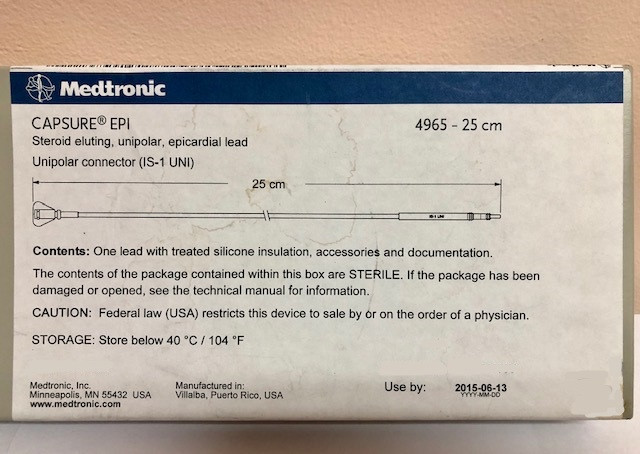 Medtronic
CAPSURE® EPI 4965 - 25 cm
Steroid eluting, unipolar, epicardial lead
Unipolar connector (IS-1 UNI)
25 cm
IS-1 UNI
Contents: One lead with treated silicone insulation, accessories and documentation.
The contents of the package contained within this box are STERILE. If the package has been
damaged or opened, see the technical manual for information.
CAUTION: Federal law (USA) restricts this device to sale by or on the order of a physician.
STORAGE: Store below 40 °C / 104 °F
Medtronic, Inc. Manufactured in: Use by: 2015-06-13
Minneapolis, MN 55432 USA Villalba, Puerto Rico, USA YYYY-MM-DD
www.medtronic.com